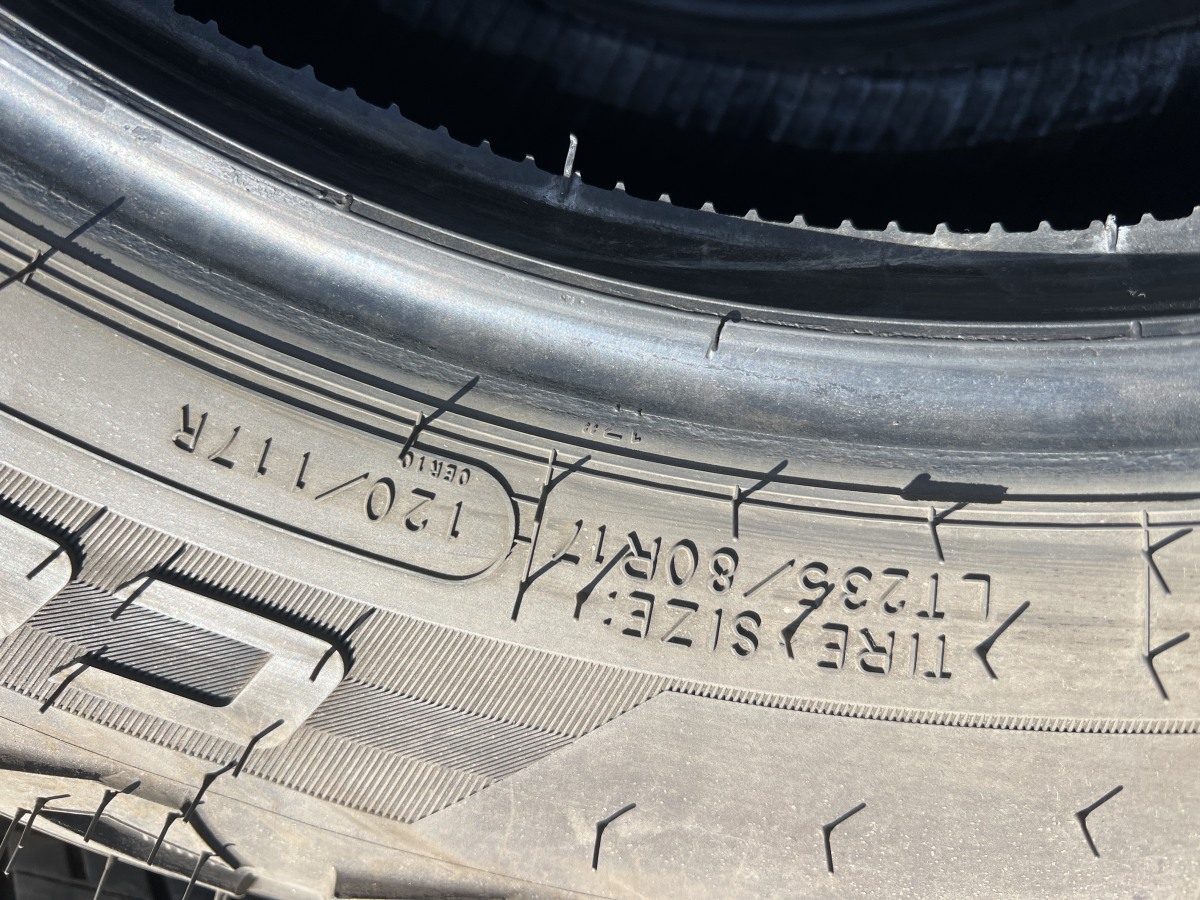 TIRE SIZE:
LT235/80R17
120/117R